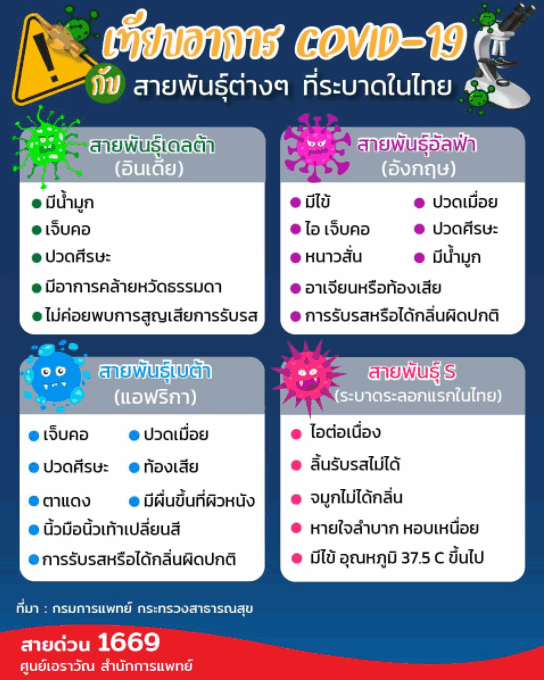 เทียบอาการ COVID-19
กับ สายพันธุ์ต่างๆ ที่ระบาดในไทย
สายพันธุ์เดลต้า
(อินเดีย)
มีน้ำมูก
เจ็บคอ
ปวดศีรษะ
มีอาการคล้ายหวัดธรรมดา
ไม่ค่อยพบการสูญเสียการรับรส
สายพันธุ์อัลฟ่า
(อังกฤษ)
มีไข้
ปวดเมื่อย
ไอ เจ็บคอ
ปวดศีรษะ
หนาวสั่น
มีน้ำมูก
อาเจียนหรือท้องเสีย
การรับรสหรือได้กลิ่นผิดปกติ
สายพันธุ์เบต้า
(แอฟริกา)
เจ็บคอ
ปวดเมื่อย
ปวดศีรษะ
ท้องเสีย
ตาแดง
มีผื่นขึ้นที่ผิวหนัง
นิ้วมือนิ้วเท้าเปลี่ยนสี
การรับรสหรือได้กลิ่นผิดปกติ
สายพันธุ์ S
(ระบาดระลอกแรกในไทย)
ไอต่อเนื่อง
ลิ้นรับรสไม่ได้
จมูกไม่ได้กลิ่น
หายใจลำบาก หอบเหนื่อย
มีไข้ อุณหภูมิ 37.5 C ขึ้นไป
ที่มา : กรมการแพทย์ กระทรวงสาธารณสุข
สายด่วน 1669
ศูนย์เอราวัณ สำนักการแพทย์